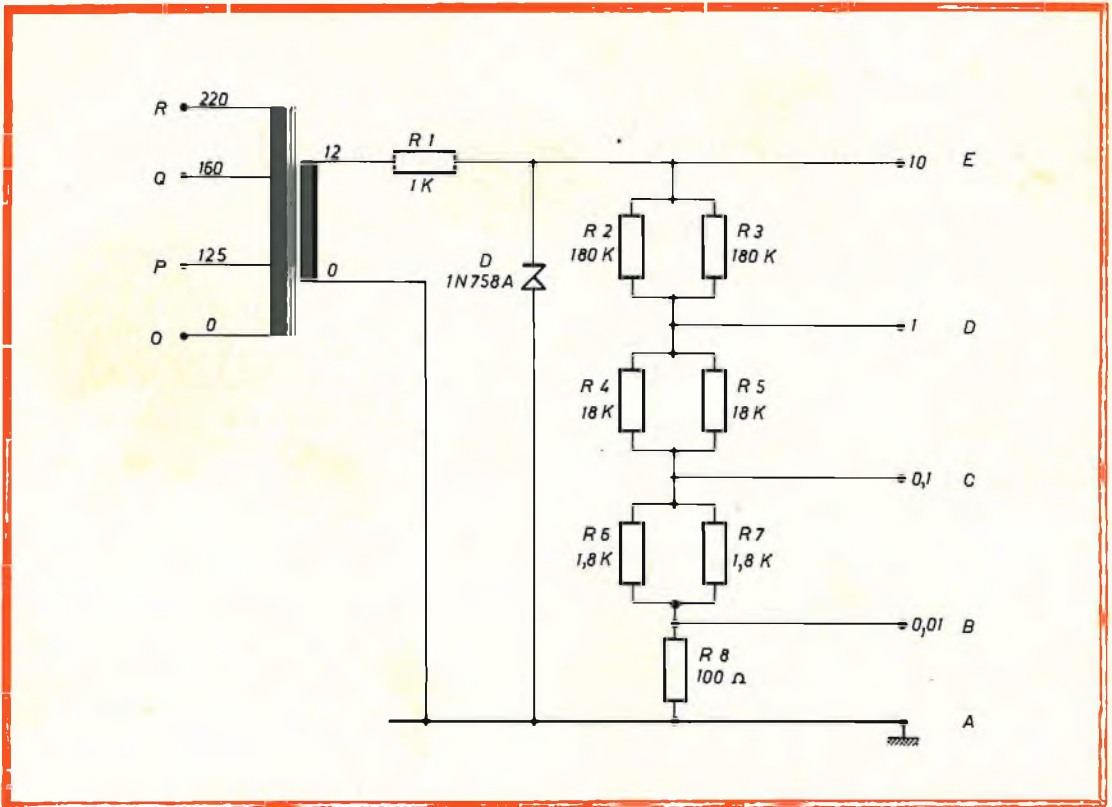 R 220
Q 160
P 125
O 0
12
0
R 1
1 K
D
1N758A
R 2
180 K
R 3
180 K
R 4
18 K
R 5
18 K
R 6
1,8 K
R 7
1,8 K
R 8
100 Ω
10 E
1 D
0,1 C
0,01 B
A